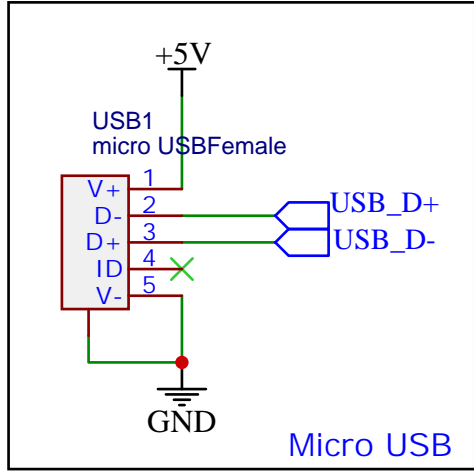 +5V
USB1
micro USBFemale
V+ 1
D- 2
D+ 3
ID 4
V- 5
USB_D+
USB_D-
GND
Micro USB